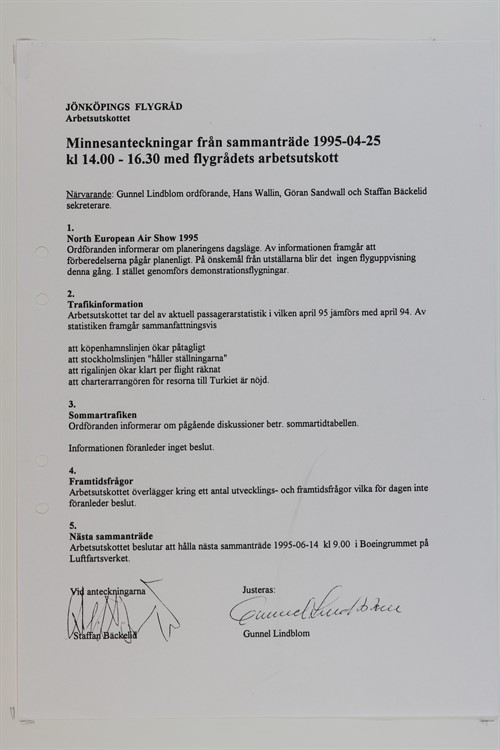 JÖNKÖPINGS FLYGRÅD
Arbetsutskottet
Minnesanteckningar från sammanträde 1995-04-25
kl 14.00 - 16.30 med flygrådets arbetsutskott
Närvarande: Gunnel Lindblom ordförande, Hans Wallin, Göran Sandwall och Staffan Bäckelid
sekreterare.
1.
North European Air Show 1995
Ordföranden informerar om planeringens dagsläge. Av informationen framgår att
förberedelserna pågår planenligt. På önskemål från utställarna blir det ingen flyguppvisning
denna gång. I stället genomförs demonstrationsflygningar.
2.
Trafikinformation
Arbetsutskottet tar del av aktuell passagerarstatistik i vilken april 95 jämförs med april 94. Av
statistiken framgår sammanfattningsvis
att köpenhamnslinjen ökar påtagligt
att stockholmslinjen "håller ställningarna"
att rigalinjen ökar klart per flight räknat
att charterarrangören för resorna till Turkiet är nöjd.
3.
Sommartrafiken
Ordföranden informerar om pågående diskussioner betr. sommartidtabellen.
Informationen föranleder inget beslut.
4.
Framtidsfrågor
Arbetsutskottet överlägger kring ett antal utvecklings- och framtidsfrågor vilka för dagen inte
föranleder beslut.
5.
Nästa sammanträde
Arbetsutskottet beslutar att hålla nästa sammanträde 1995-06-14 kl 9.00 i Boeingrummet på
Luftfartsverket.
Vid anteckningarna
Staffan Bäckelid
Justeras:
Gunnel Lindblom
Gunnel Lindblom